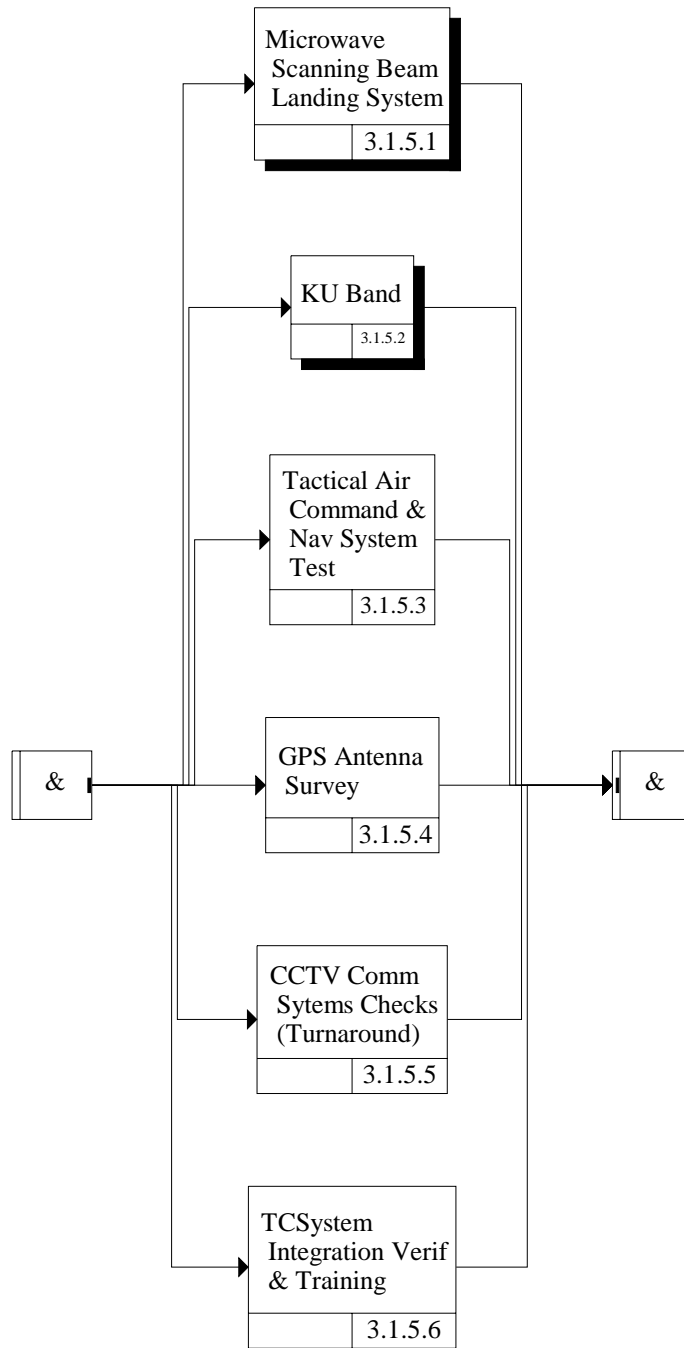 Microwave
Scanning Beam
Landing System
3.1.5.1
KU Band
3.1.5.2
Tactical Air
Command &
Nav System
Test
3.1.5.3
&
GPS Antenna
Survey
3.1.5.4
&
CCTV Comm
Sytems Checks
(Turnaround)
3.1.5.5
TCSystem
Integration Verif
& Training
3.1.5.6